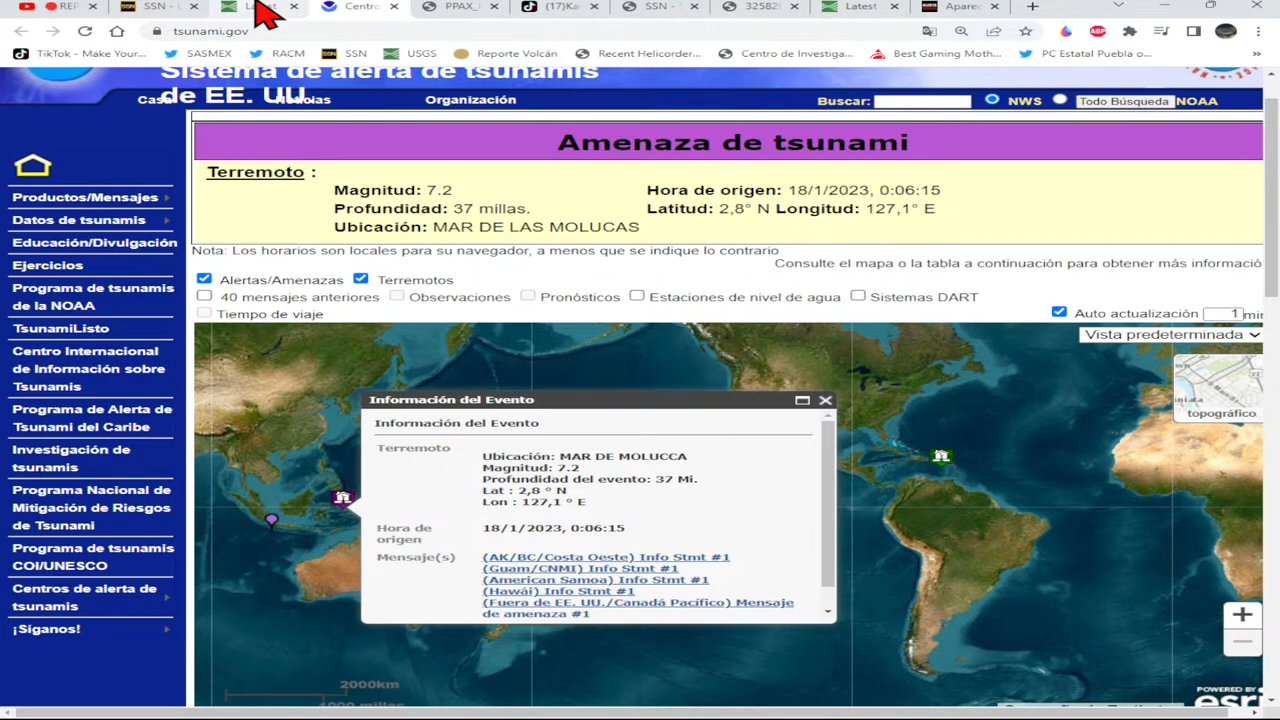 REP
SSN - 
Latest
Centro
PPAX_
(17)Ka
SSN -
32582
Latest
Apare
tsunami.gov
TikTok - Make Your...
SASMEX
RACM
SSN
USGS
Reporte Volcán
Recent Helicorder...
Centro de Investiga...
Best Gaming Moth...
PC Estatal Puebla o...
Sistema de alerta de tsunamis
de EE. UU.
Casa
Noticias
Organización
Buscar:
NWS
Todo Búsqueda
NOAA
Amenaza de tsunami
Terremoto :
Magnitud: 7.2
Hora de origen: 18/1/2023, 0:06:15
Profundidad: 37 millas.
Latitud: 2,8° N Longitud: 127,1° E
Ubicación: MAR DE LAS MOLUCAS
Nota: Los horarios son locales para su navegador, a menos que se indique lo contrario
Consulte el mapa o la tabla a continuación para obtener más informació
Alertas/Amenazas
Terremotos
40 mensajes anteriores
Observaciones
Pronósticos
Estaciones de nivel de agua
Sistemas DART
Tiempo de viaje
Auto actualización
1
min
Vista predeterminada
topográfico
Productos/Mensajes
Datos de tsunamis
Educación/Divulgación
Ejercicios
Programa de tsunamis
de la NOAA
TsunamiListo
Centro Internacional
de Información sobre
Tsunamis
Programa de Alerta de
Tsunami del Caribe
Investigación de
tsunamis
Programa Nacional de
Mitigación de Riesgos
de Tsunami
Programa de tsunamis
COI/UNESCO
Centros de alerta de
tsunamis
¡Síganos!
Información del Evento
Información del Evento
Terremoto
Ubicación: MAR DE MOLUCCA
Magnitud: 7.2
Profundidad del evento: 37 Mi.
Lat : 2,8 ° N
Lon : 127,1 ° E
Hora de
origen
18/1/2023, 0:06:15
Mensaje(s)
(AK/BC/Costa Oeste) Info Stmt #1
(Guam/CNMI) Info Stmt #1
(American Samoa) Info Stmt #1
(Hawái) Info Stmt #1
(Fuera de EE. UU./Canadá Pacífico) Mensaje
de amenaza #1
2000km
1000 millas
POWERED BY
esri